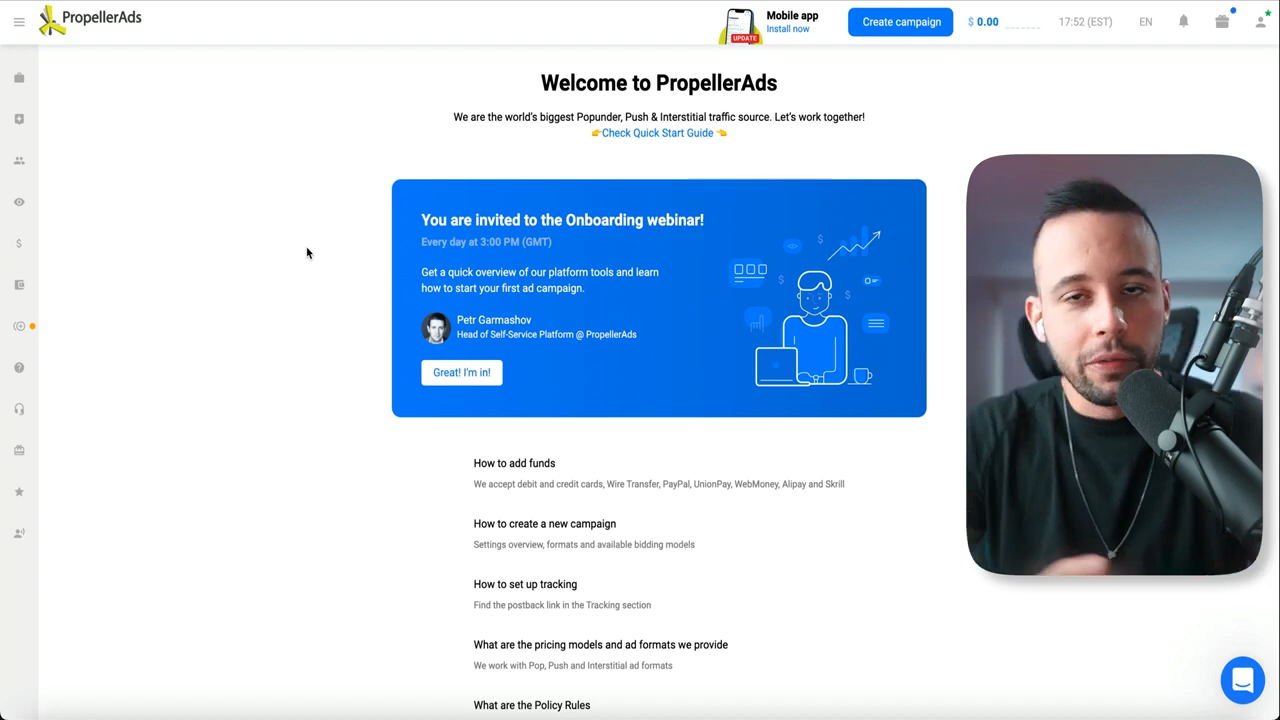 PropellerAds
Mobile app
Install now
UPDATE
Create campaign
$ 0.00
17:52 (EST)
EN
Welcome to PropellerAds
We are the world's biggest Popunder, Push & Interstitial traffic source. Let's work together!
👉Check Quick Start Guide 👈
You are invited to the Onboarding webinar!
Every day at 3:00 PM (GMT)
Get a quick overview of our platform tools and learn
how to start your first ad campaign.
Petr Garmashov
Head of Self-Service Platform @ PropellerAds
Great! I'm in!
How to add funds
We accept debit and credit cards, Wire Transfer, PayPal, UnionPay, WebMoney, Alipay and Skrill
How to create a new campaign
Settings overview, formats and available bidding models
How to set up tracking
Find the postback link in the Tracking section
What are the pricing models and ad formats we provide
We work with Pop, Push and Interstitial ad formats
What are the Policy Rules